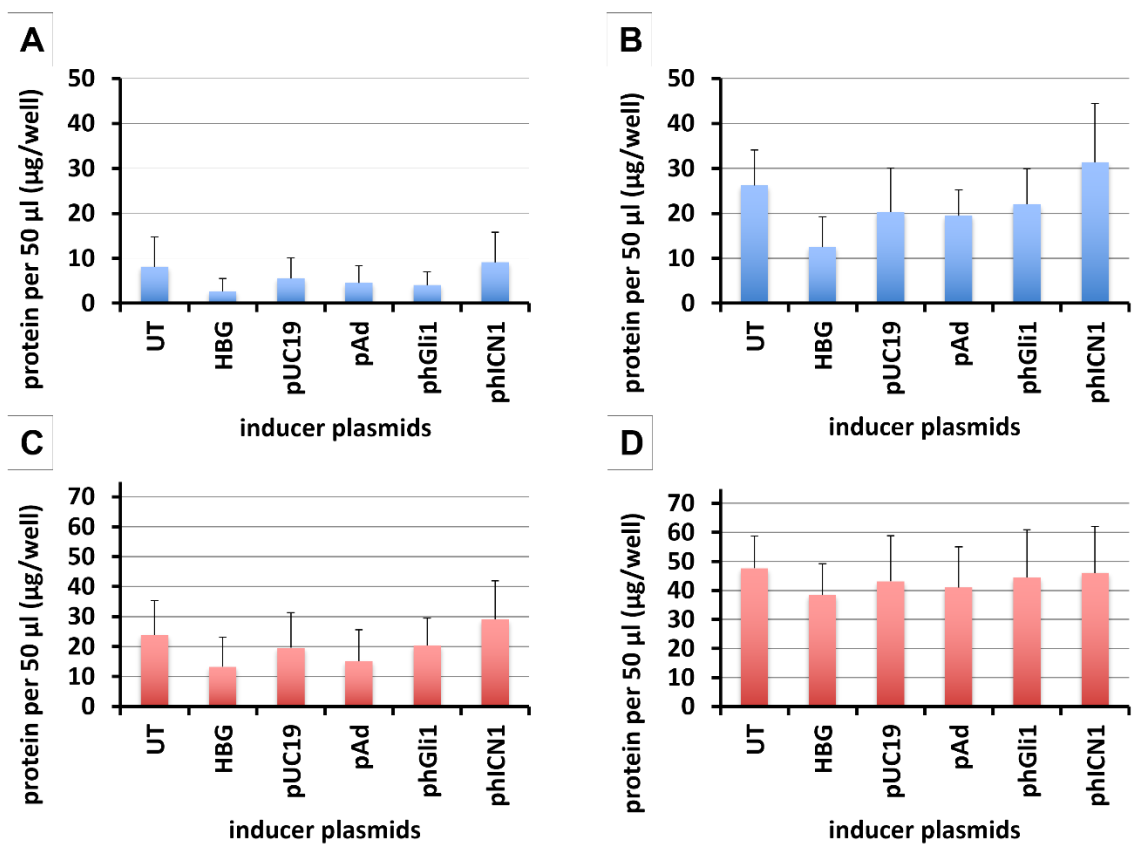 A
protein per 50 µl (µg/well)
50
40
30
20
10
0
UT
HBG
pUC19
pAd
phGli1
phICN1
inducer plasmids
B
protein per 50 µl (µg/well)
50
40
30
20
10
0
UT
HBG
pUC19
pAd
phGli1
phICN1
inducer plasmids
C
protein per 50 µl (µg/well)
70
60
50
40
30
20
10
0
UT
HBG
pUC19
pAd
phGli1
phICN1
inducer plasmids
D
protein per 50 µl (µg/well)
70
60
50
40
30
20
10
0
UT
HBG
pUC19
pAd
phGli1
phICN1
inducer plasmids